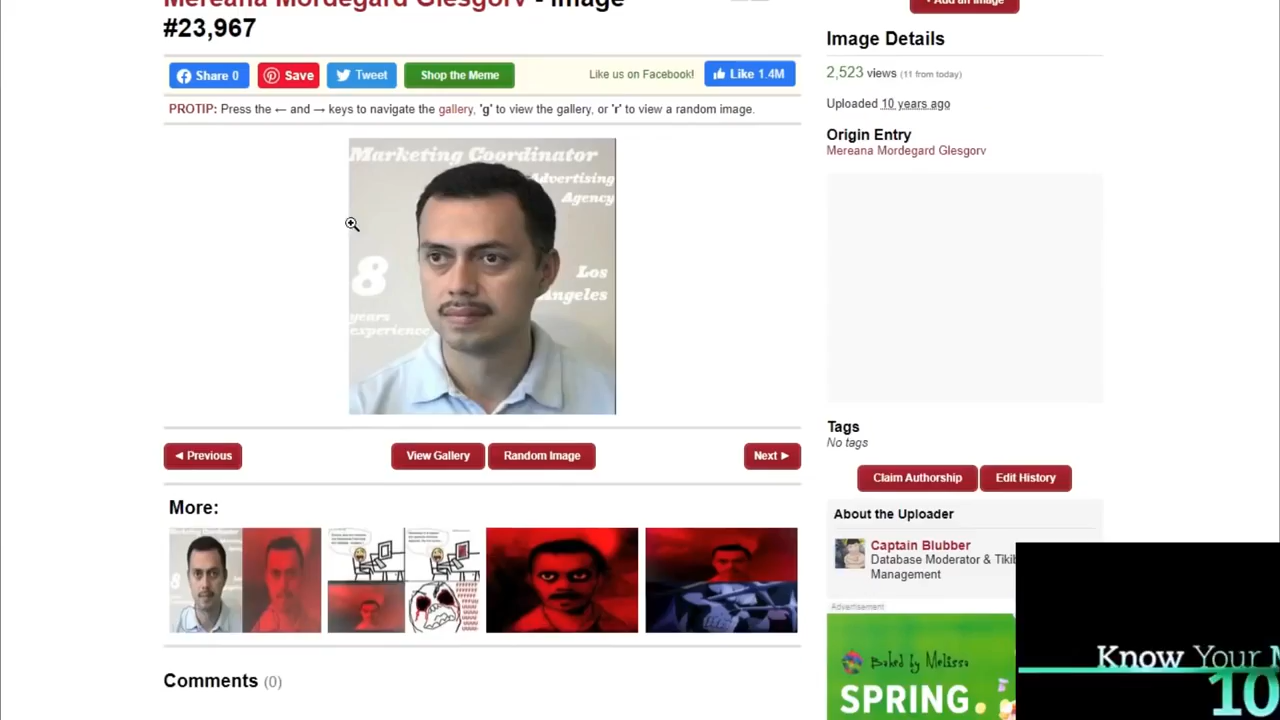 Mereana Mordegard Glesgorv - Image
#23,967
+ Add an Image
Share 0
Save
Tweet
Shop the Meme
Like us on Facebook!
Like 1.4M
PROTIP: Press the ← and → keys to navigate the gallery, 'g' to view the gallery, or 'r' to view a random image.
Marketing Coordinator
Advertising
Agency
8
years
experience
Los
Angeles
◄ Previous
View Gallery
Random Image
Next ►
More:
Comments (0)
Image Details
2,523 views (11 from today)
Uploaded 10 years ago
Origin Entry
Mereana Mordegard Glesgorv
Tags
No tags
Claim Authorship
Edit History
About the Uploader
Captain Blubber
Database Moderator &
Management
Advertisement
Baked by Melissa
SPRING
Know Your
10